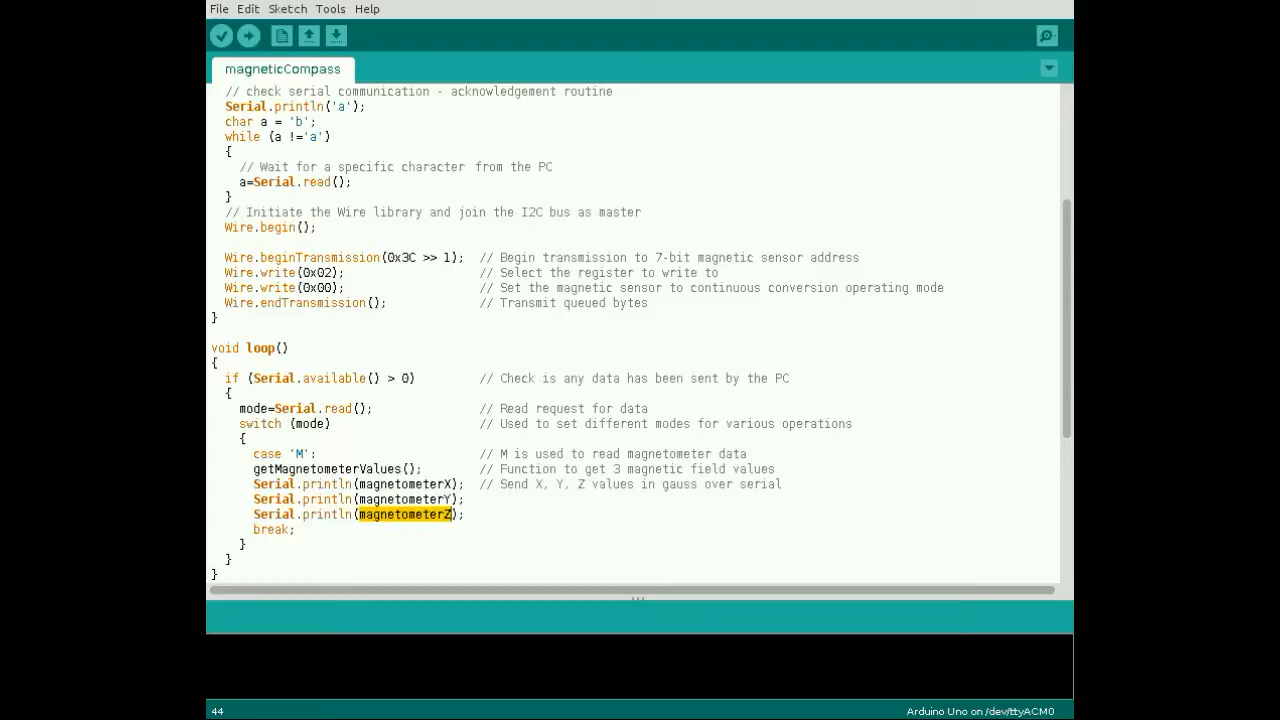 File Edit Sketch Tools Help
magneticCompass
// check serial communication - acknowledgement routine
Serial.println('a');
char a = 'b';
while (a !='a')
{
// Wait for a specific character from the PC
a=Serial.read();
}
// Initiate the Wire library and join the I2C bus as master
Wire.begin();
Wire.beginTransmission(0x3C >> 1); // Begin transmission to 7-bit magnetic sensor address
Wire.write(0x02); // Select the register to write to
Wire.write(0x00); // Set the magnetic sensor to continuous conversion operating mode
Wire.endTransmission(); // Transmit queued bytes
}
void loop()
{
if (Serial.available() > 0) // Check is any data has been sent by the PC
{
mode=Serial.read(); // Read request for data
switch (mode) // Used to set different modes for various operations
{
case 'M': // M is used to read magnetometer data
getMagnetometerValues(); // Function to get 3 magnetic field values
Serial.println(magnetometerX); // Send X, Y, Z values in gauss over serial
Serial.println(magnetometerY);
Serial.println(magnetometerZ);
break;
}
}
}
44 Arduino Uno on /dev/ttyACM0